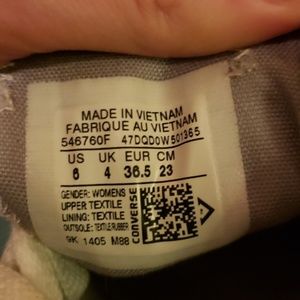 MADE IN VIETNAM
FABRIQUE AU VIETNAM
546760F 47DQD0W501365
US UK EUR CM
6 4 36.5 23
GENDER: WOMENS
UPPER: TEXTILE
LINING: TEXTILE
OUTSOLE: TEXTILE RUBBER
1405 M88
CONVERSE